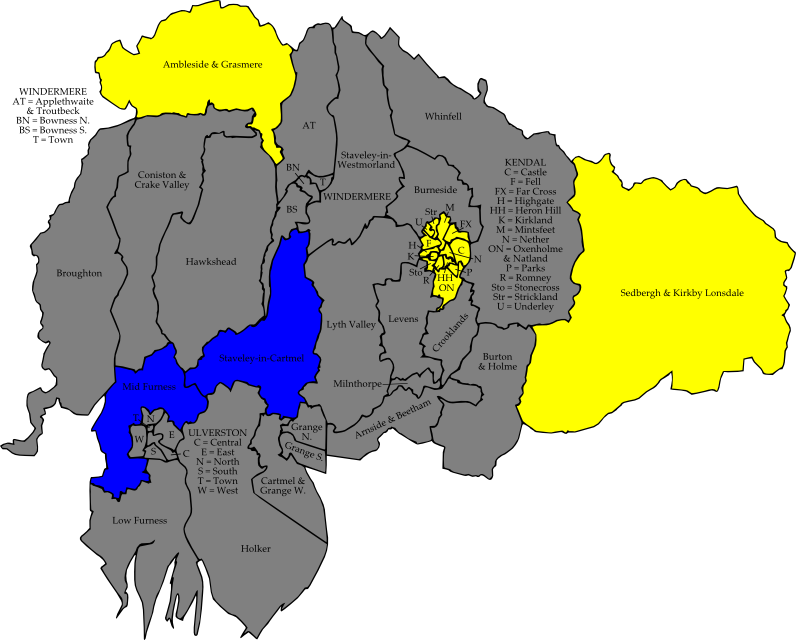 Ambleside & Grasmere
WINDERMERE
AT = Applethwaite
& Troutbeck
BN = Bowness N.
BS = Bowness S.
T = Town
AT
Whinfell
Staveley-in-
Westmorland
BN
T
WINDERMERE
BS
Coniston &
Crake Valley
Burneside
KENDAL
C = Castle
F = Fell
FX = Far Cross
H = Highgate
HH = Heron Hill
K = Kirkland
M = Mintsfeet
N = Nether
ON = Oxenholme
& Natland
P = Parks
R = Romney
Sto = Stonecross
Str = Strickland
U = Underley
Str
M
U
FX
F
C
H
K
N
Sto
P
R
HH
ON
Broughton
Hawkshead
Sedbergh & Kirkby Lonsdale
Lyth Valley
Levens
Crooklands
Staveley-in-Cartmel
Burton
& Holme
Mid Furness
Milnthorpe
Arnside & Beetham
T
N
W
E
S
C
ULVERSTON
C = Central
E = East
N = North
S = South
T = Town
W = West
Grange
N.
Grange S.
Cartmel &
Grange W.
Low Furness
Holker